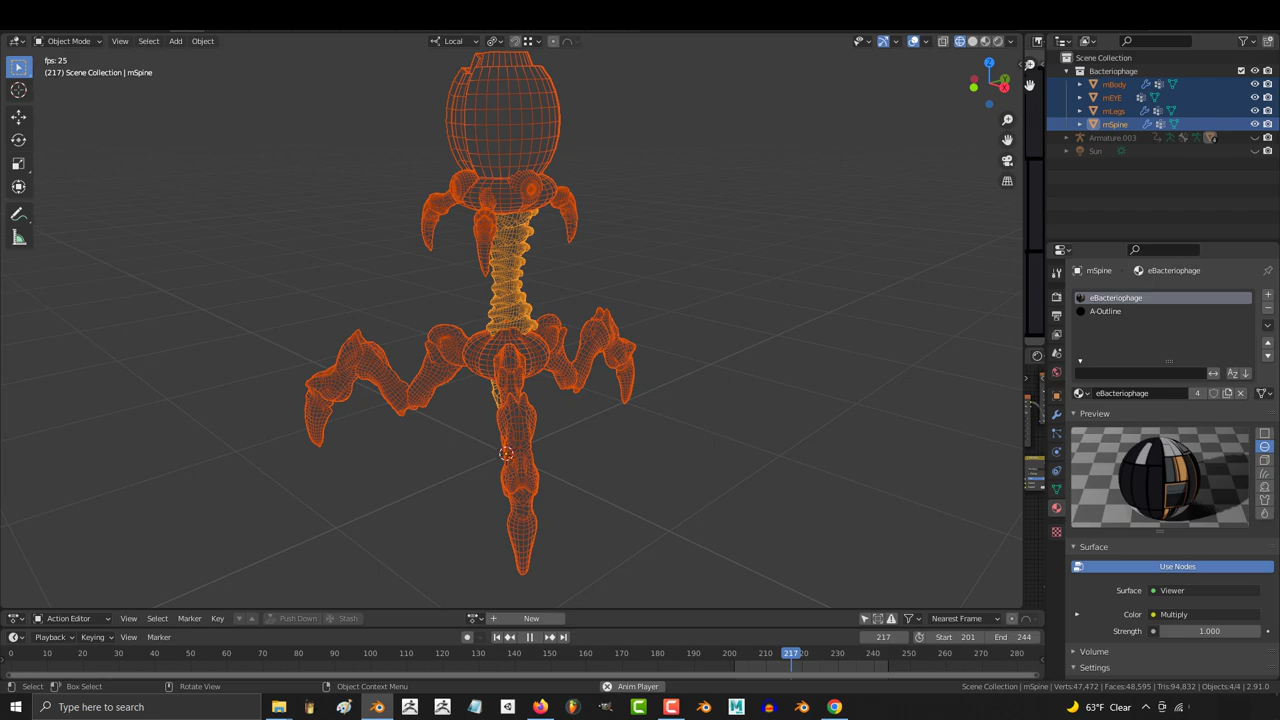 Object Mode View Select Add Object Local
fps: 25
(217) Scene Collection | mSpine
Z
Y
X
Scene Collection
Bacteriophage
mBody
mEYE
mLegs
mSpine
Armature.003
Sun
mSpine eBacteriophage
eBacteriophage
A-Outline
eBacteriophage 4
Preview
Surface
Use Nodes
Surface Viewer
Color Multiply
Strength 1.000
Volume
Settings
Action Editor View Select Marker Key Push Down Stash New Nearest Frame
Playback Keying View Marker 217 Start 201 End 244
0 10 20 30 40 50 60 70 80 90 100 110 120 130 140 150 160 170 180 190 200 210 217 220 230 240 250 260 270 280
Select Box Select Rotate View Object Context Menu Anim Player Scene Collection | mSpine | Verts:47,472 | Faces:48,595 | Tris:94,832 | Objects:4/4 | 2.91.0
Type here to search 63°F Clear